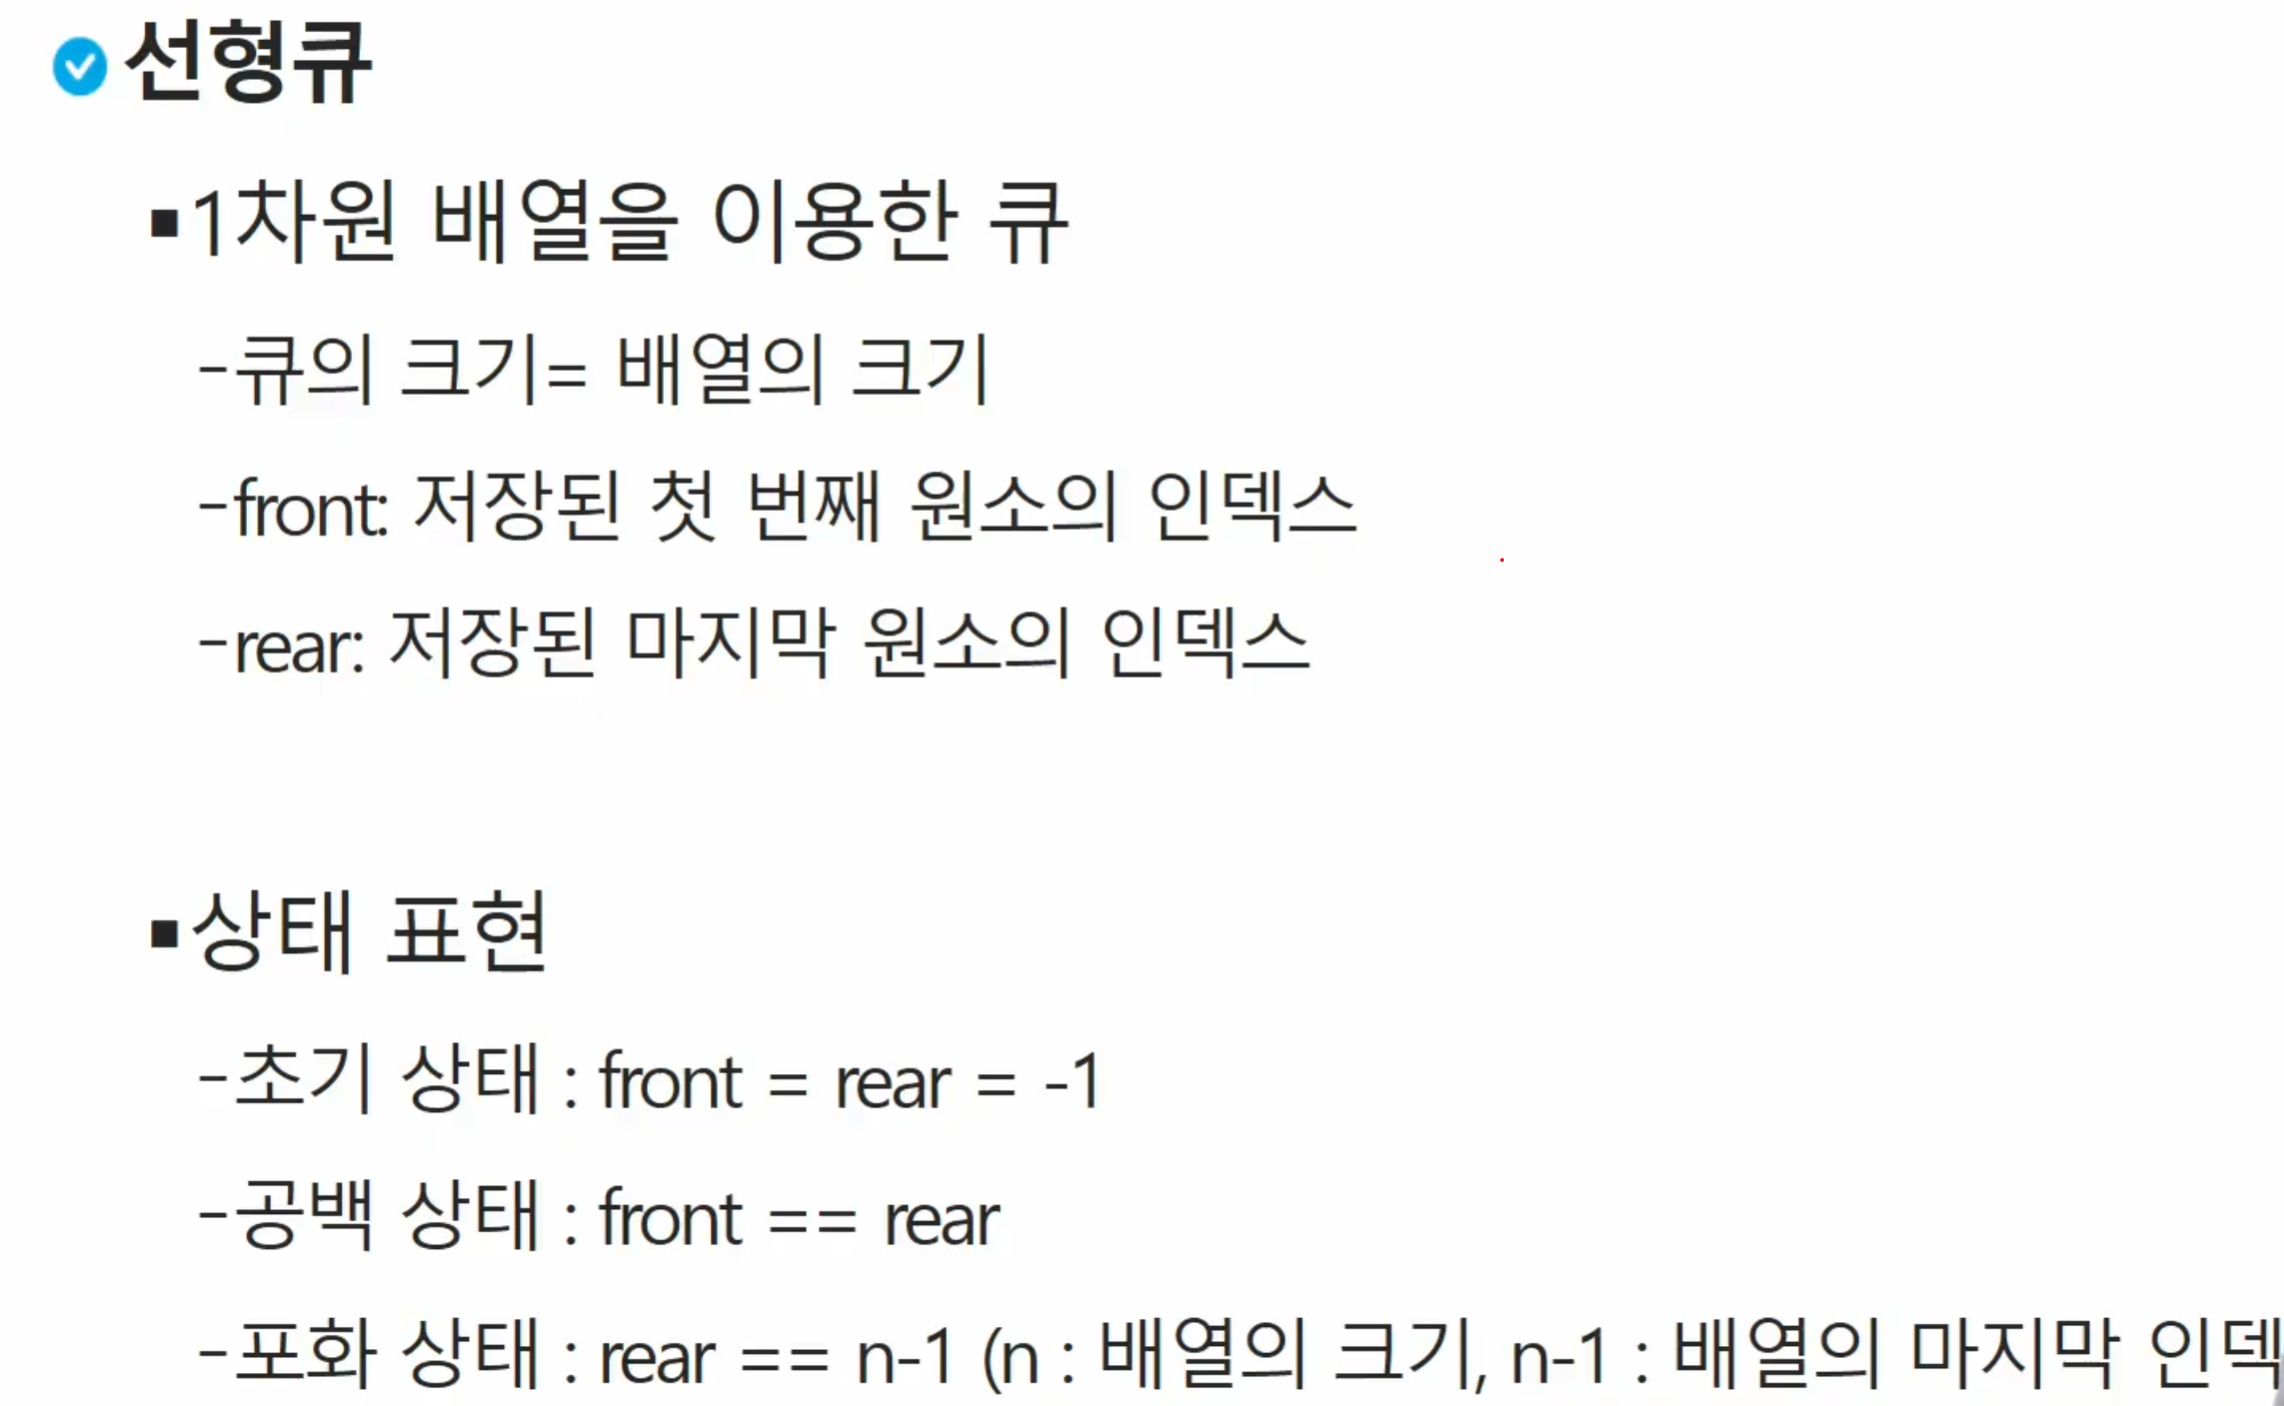 선형큐
▪1차원 배열을 이용한 큐
-큐의 크기= 배열의 크기
-front: 저장된 첫 번째 원소의 인덱스
-rear: 저장된 마지막 원소의 인덱스
▪상태 표현
-초기 상태 : front = rear = -1
-공백 상태 : front == rear
-포화 상태 : rear == n-1 (n : 배열의 크기, n-1 : 배열의 마지막 인덱